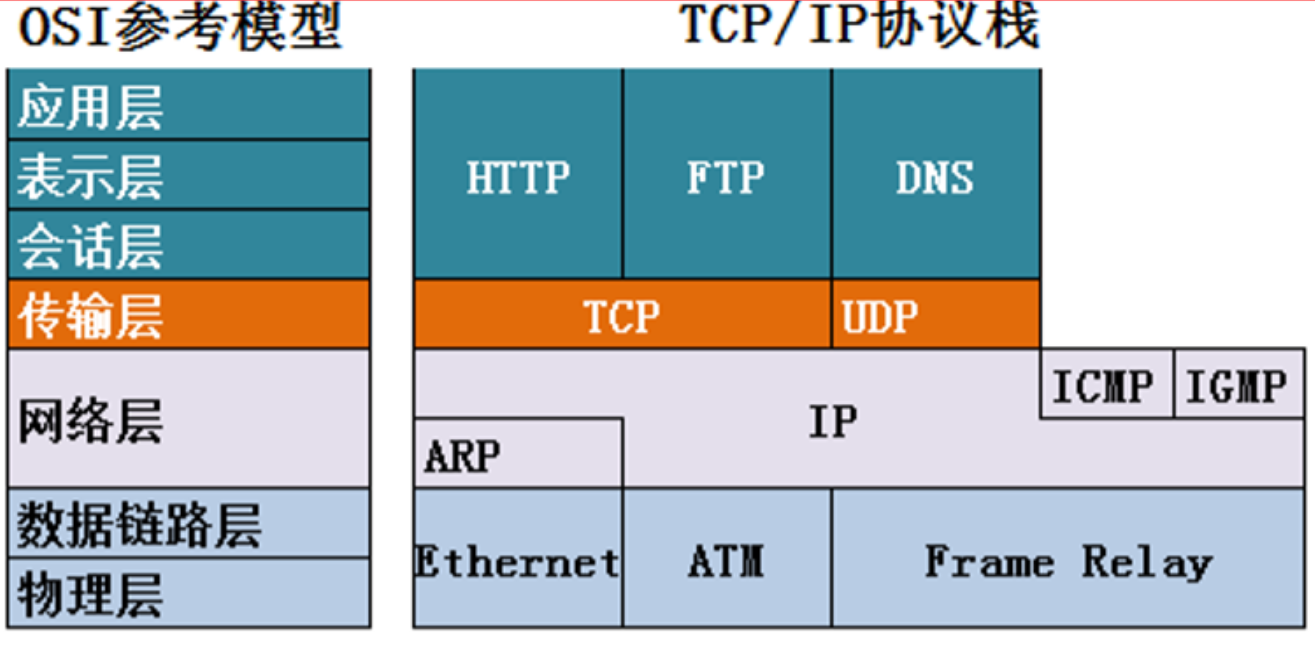 OSI参考模型
TCP/IP协议栈
应用层
表示层
会话层
传输层
网络层
数据链路层
物理层
HTTP
FTP
DNS
TCP
UDP
ICMP
IGMP
IP
ARP
Ethernet
ATM
Frame Relay